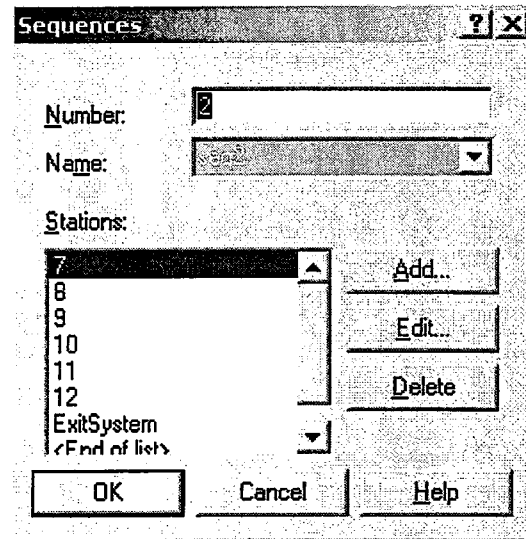 Sequences ? X
Number: 2
Name:
Stations:
7
8
9
10
11
12
ExitSystem
<End of list>
Add...
Edit...
Delete
OK Cancel Help